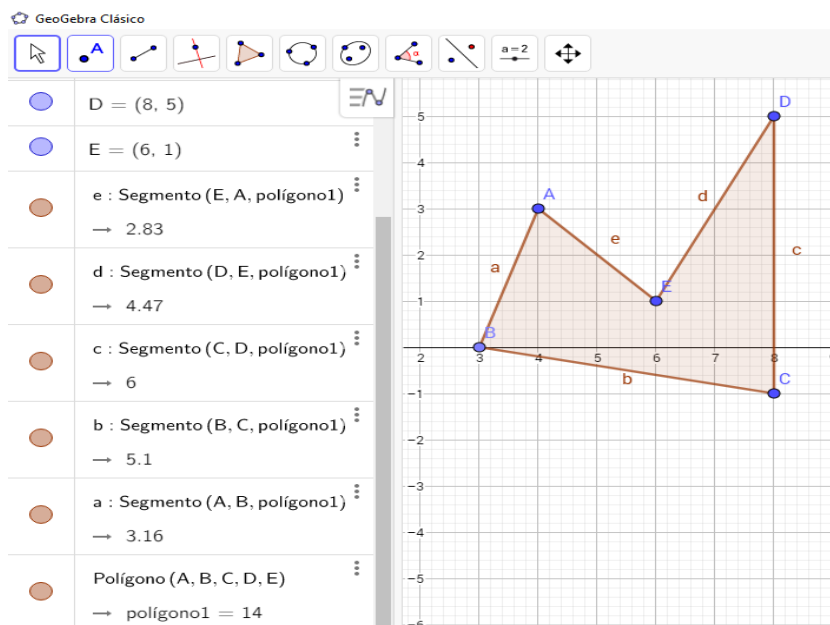 GeoGebra Clásico
A
α
a=2
D = (8, 5)
E = (6, 1)
e : Segmento (E, A, polígono1)
→ 2.83
d : Segmento (D, E, polígono1)
→ 4.47
c : Segmento (C, D, polígono1)
→ 6
b : Segmento (B, C, polígono1)
→ 5.1
a : Segmento (A, B, polígono1)
→ 3.16
Polígono (A, B, C, D, E)
→ polígono1 = 14
D
5
4
A
3
d
e
c
2
a
E
1
B
2 3 4 5 6 7 8
b
C
−1
−2
−3
−4
−5